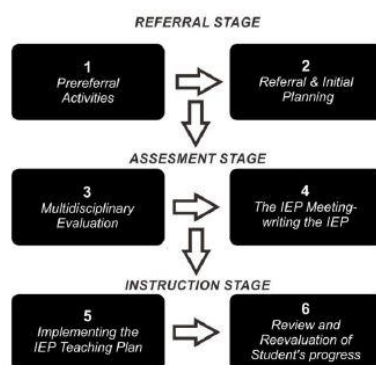 REFERRAL STAGE
1
Prereferral
Activities
2
Referral & Initial
Planning
ASSESMENT STAGE
3
Multidisciplinary
Evaluation
4
The IEP Meeting-
writing the IEP
INSTRUCTION STAGE
5
Implementing the
IEP Teaching Plan
6
Review and
Reevaluation of
Student's progress